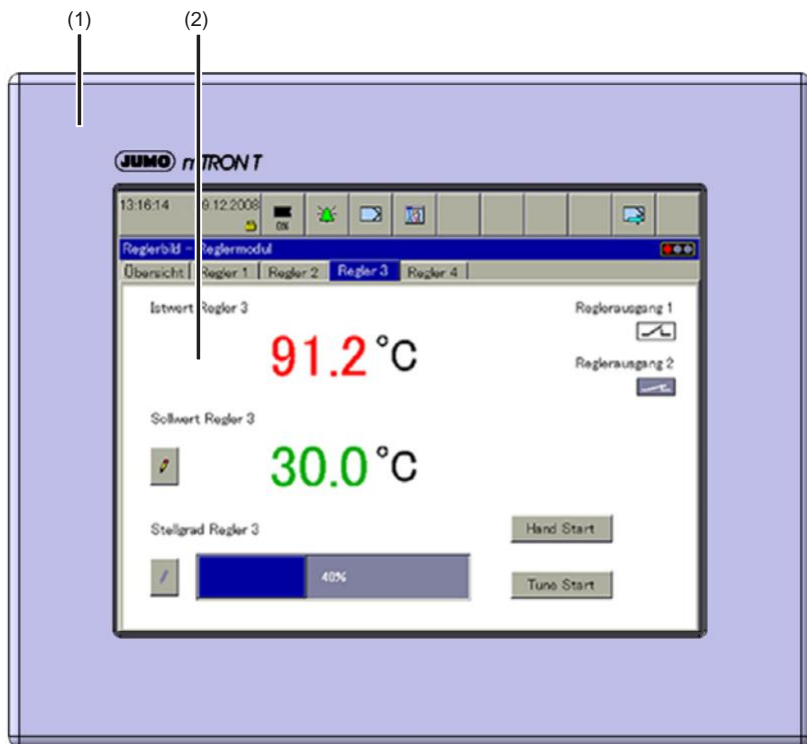 (1) (2)
JUMO mTRON T
13:16:14 9.12.2008
ON
Reglerbild - Reglermodul
Übersicht Regler 1 Regler 2 Regler 3 Regler 4
Istwert Regler 3
Reglerausgang 1
91.2 °C
Reglerausgang 2
Sollwert Regler 3
30.0 °C
Stellgrad Regler 3
Hand Start
40%
Tune Start